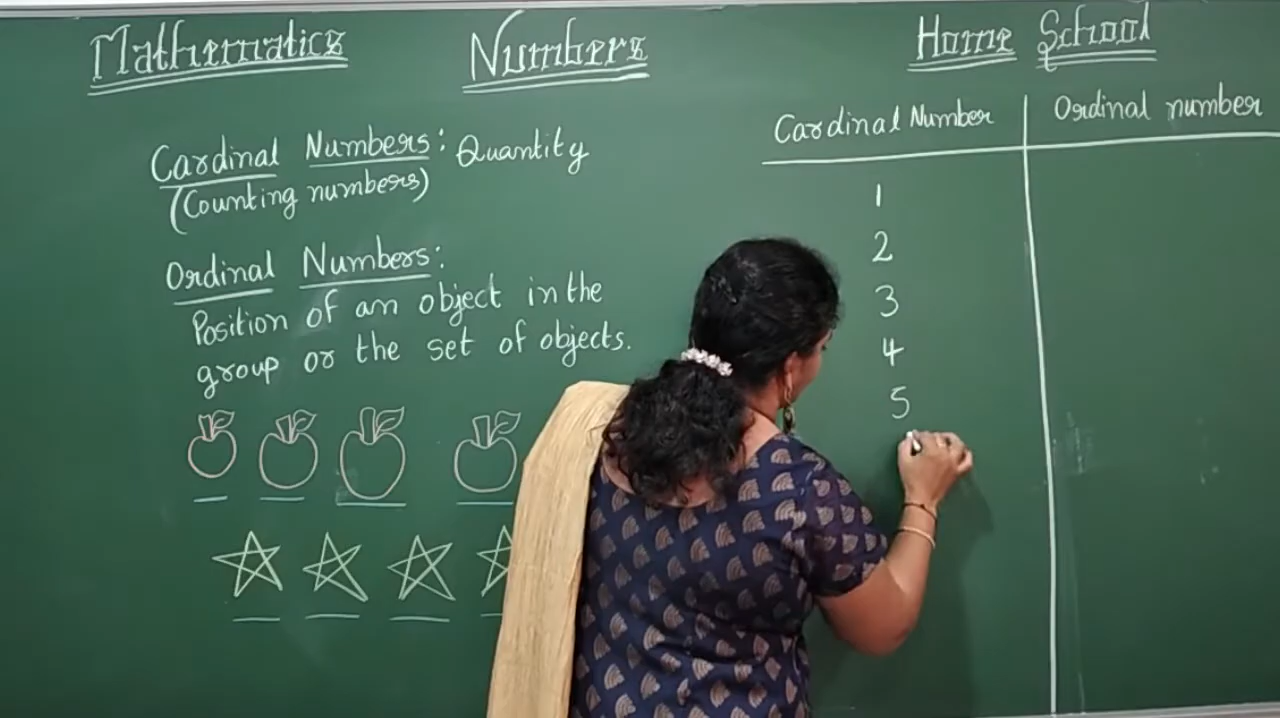 Mathematics
Numbers
Home School
Cardinal Numbers: Quantity
(Counting numbers)
Ordinal Numbers:
Position of an object in the
group or the set of objects.
Cardinal Number
Ordinal number
1
2
3
4
5